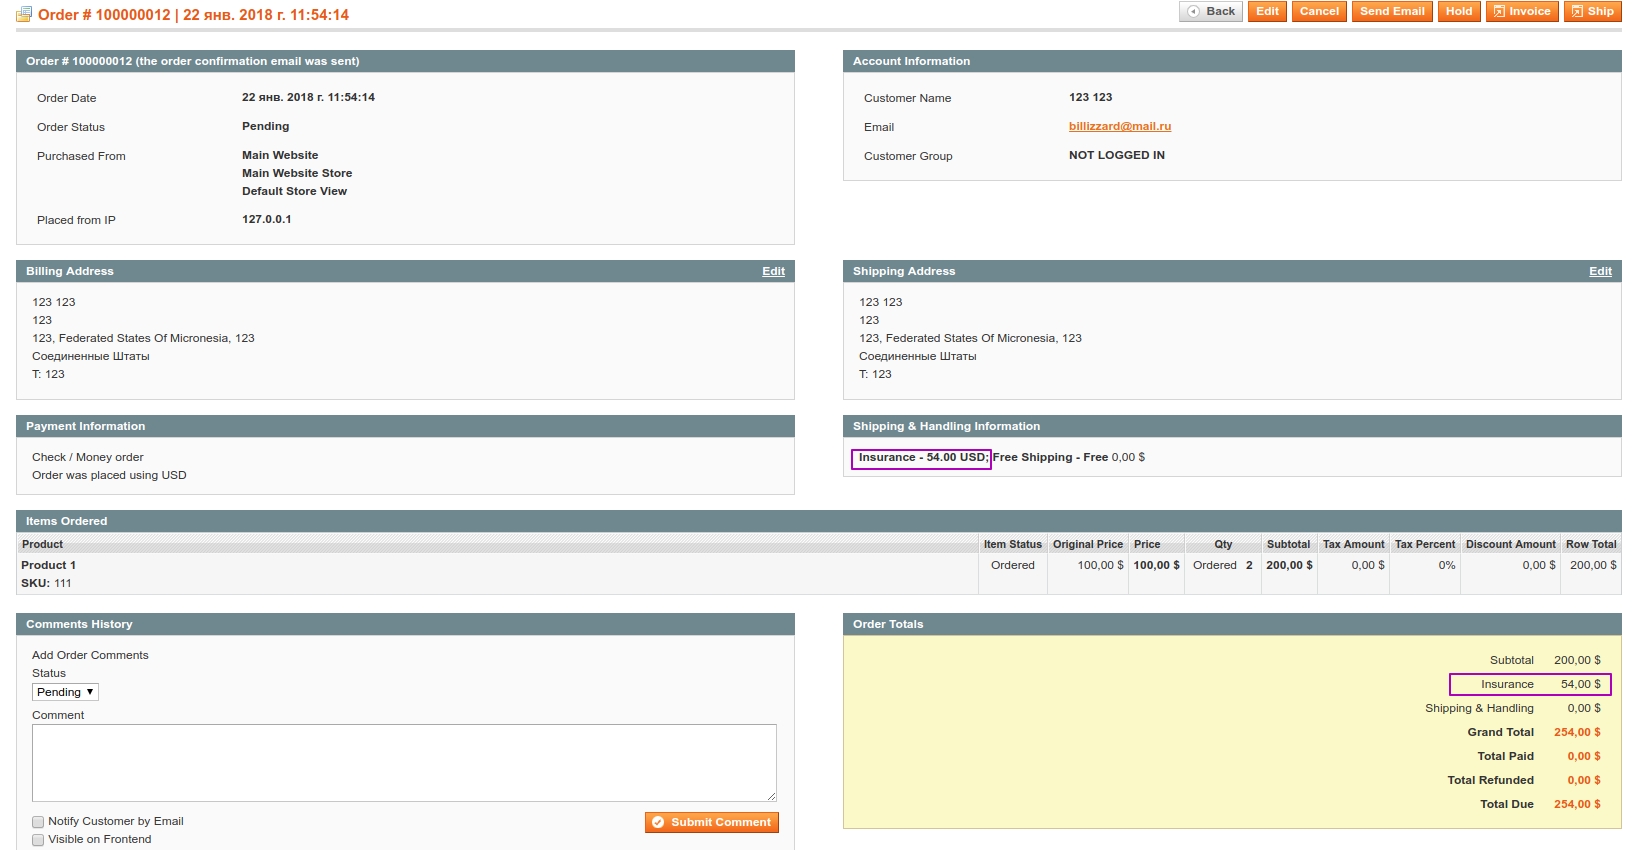 Order # 100000012 | 22 янв. 2018 г. 11:54:14
Back Edit Cancel Send Email Hold Invoice Ship
Order # 100000012 (the order confirmation email was sent)
Order Date 22 янв. 2018 г. 11:54:14
Order Status Pending
Purchased From Main Website
Main Website Store
Default Store View
Placed from IP 127.0.0.1
Account Information
Customer Name 123 123
Email billizzard@mail.ru
Customer Group NOT LOGGED IN
Billing Address Edit
123 123
123
123, Federated States Of Micronesia, 123
Соединенные Штаты
T: 123
Shipping Address Edit
123 123
123
123, Federated States Of Micronesia, 123
Соединенные Штаты
T: 123
Payment Information
Check / Money order
Order was placed using USD
Shipping & Handling Information
Insurance - 54.00 USD; Free Shipping - Free 0,00 $
Items Ordered
Product Item Status Original Price Price Qty Subtotal Tax Amount Tax Percent Discount Amount Row Total
Product 1 Ordered 100,00 $ 100,00 $ Ordered 2 200,00 $ 0,00 $ 0% 0,00 $ 200,00 $
SKU: 111
Comments History
Add Order Comments
Status
Pending
Comment
Notify Customer by Email
Visible on Frontend
Submit Comment
Order Totals
Subtotal 200,00 $
Insurance 54,00 $
Shipping & Handling 0,00 $
Grand Total 254,00 $
Total Paid 0,00 $
Total Refunded 0,00 $
Total Due 254,00 $